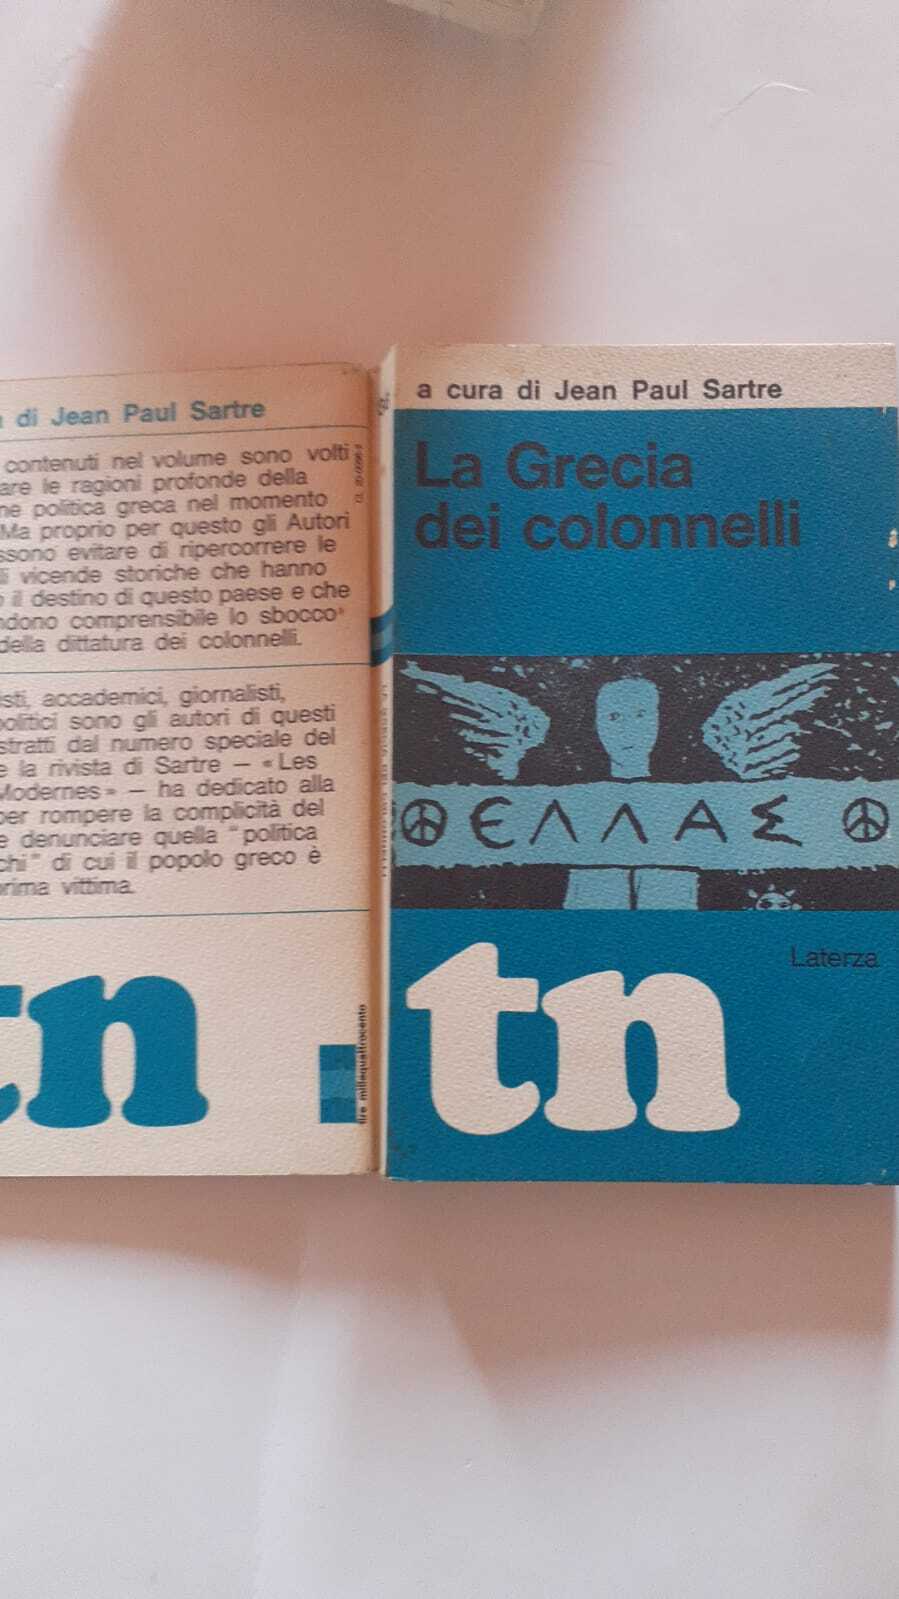 di Jean Paul Sartre
contenuti nel volume sono volti
are le ragioni profonde della
ne politica greca nel momento
Ma proprio per questo gli Autori
ssono evitare di ripercorrere le
li vicende storiche che hanno
o il destino di questo paese e che
ndono comprensibile lo sbocco
della dittatura dei colonnelli.
isti, accademici, giornalisti,
politici sono gli autori di questi
stratti dal numero speciale del
e la rivista di Sartre — «Les
Modernes» — ha dedicato alla
per rompere la complicità del
e denunciare quella "politica
chi" di cui il popolo greco è
prima vittima.
tn
lire millequattrocento
a cura di Jean Paul Sartre
La Grecia
dei colonnelli
ΕΛΛΑΣ
Laterza
tn